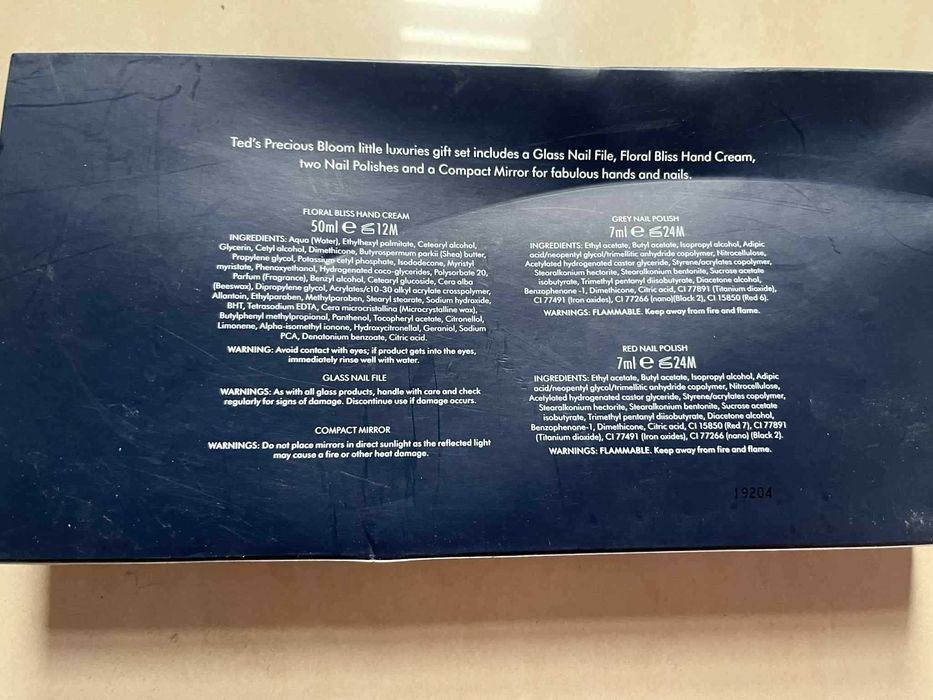 Ted's Precious Bloom little luxuries gift set includes a Glass Nail File, Floral Bliss Hand Cream,
two Nail Polishes and a Compact Mirror for fabulous hands and nails.
FLORAL BLISS HAND CREAM
50ml ℮ 12M
INGREDIENTS: Aqua (Water), Ethylhexyl palmitate, Cetearyl alcohol,
Glycerin, Cetyl alcohol, Dimethicone, Butyrospermum parkii (Shea) butter,
Propylene glycol, Potassium cetyl phosphate, Isododecane, Myristyl
myristate, Phenoxyethanol, Hydrogenated coco-glycerides, Polysorbate 20,
Parfum (Fragrance), Benzyl alcohol, Cetearyl glucoside, Cera alba
(Beeswax), Dipropylene glycol, Acrylates/c10-30 alkyl acrylate crosspolymer,
Allantoin, Ethylparaben, Methylparaben, Stearyl stearate, Sodium hydroxide,
BHT, Tetrasodium EDTA, Cera microcristallina (Microcrystalline wax),
Butylphenyl methylpropional, Panthenol, Tocopheryl acetate, Citronellol,
Limonene, Alpha-isomethyl ionone, Hydroxycitronellal, Geraniol, Sodium
PCA, Denatonium benzoate, Citric acid.
WARNING: Avoid contact with eyes; if product gets into the eyes,
immediately rinse well with water.
GLASS NAIL FILE
WARNINGS: As with all glass products, handle with care and check
regularly for signs of damage. Discontinue use if damage occurs.
COMPACT MIRROR
WARNINGS: Do not place mirrors in direct sunlight as the reflected light
may cause a fire or other heat damage.
GREY NAIL POLISH
7ml ℮ 24M
INGREDIENTS: Ethyl acetate, Butyl acetate, Isopropyl alcohol, Adipic
acid/neopentyl glycol/trimellitic anhydride copolymer, Nitrocellulose,
Acetylated hydrogenated castor glyceride, Styrene/acrylates copolymer,
Stearalkonium hectorite, Stearalkonium bentonite, Sucrose acetate
isobutyrate, Trimethyl pentanyl diisobutyrate, Diacetone alcohol,
Benzophenone-1, Dimethicone, Citric acid, CI 77891 (Titanium dioxide),
CI 77491 (Iron oxides), CI 77266 (nano)(Black 2), CI 15850 (Red 6).
WARNINGS: FLAMMABLE. Keep away from fire and flame.
RED NAIL POLISH
7ml ℮ 24M
INGREDIENTS: Ethyl acetate, Butyl acetate, Isopropyl alcohol, Adipic
acid/neopenyl glycol/trimellitic anhydride copolymer, Nitrocellulose,
Acetylated hydrogenated castor glyceride, Styrene/acrylates copolymer,
Stearalkonium hectorite, Stearalkonium bentonite, Sucrose acetate
isobutyrate, Trimethyl pentanyl diisobutyrate, Diacetone alcohol,
Benzophenone-1, Dimethicone, Citric acid, CI 15850 (Red 7), CI 77891
(Titanium dioxide), CI 77491 (Iron oxides), CI 77266 (nano) (Black 2).
WARNINGS: FLAMMABLE. Keep away from fire and flame.
19204